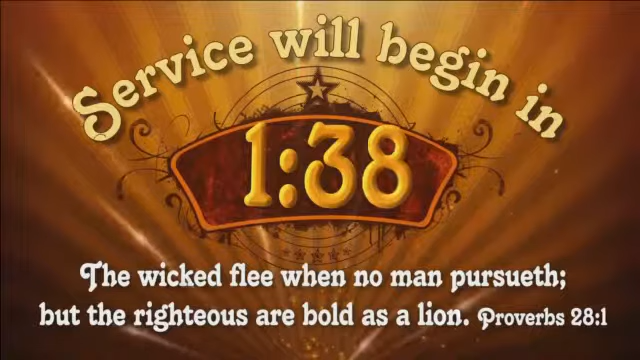 Service will begin in
1:38
The wicked flee when no man pursueth;
but the righteous are bold as a lion. Proverbs 28:1